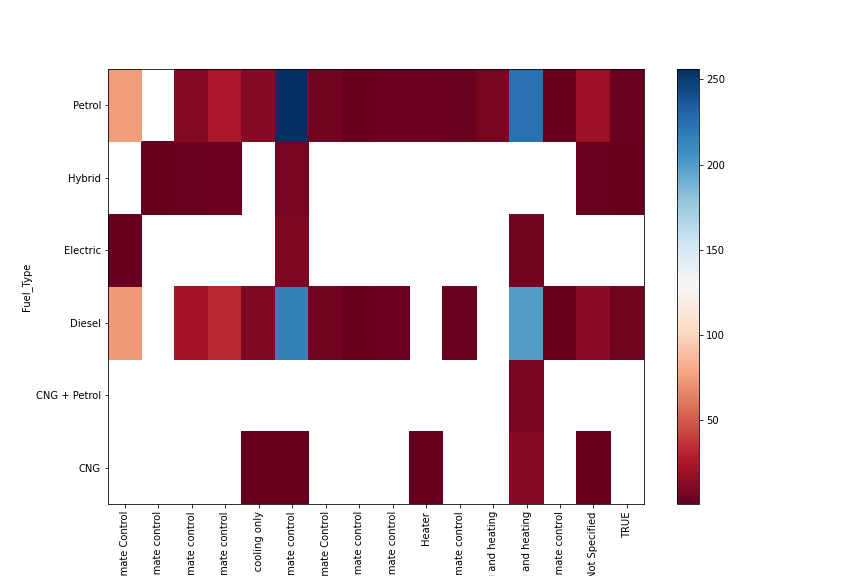 Petrol
Hybrid
Electric
Diesel
CNG + Petrol
CNG
Fuel_Type
mate Control
mate control
mate control
mate control
cooling only
mate control
mate Control
mate control
mate control
Heater
mate control
and heating
and heating
mate control
Not Specified
TRUE
250
200
150
100
50